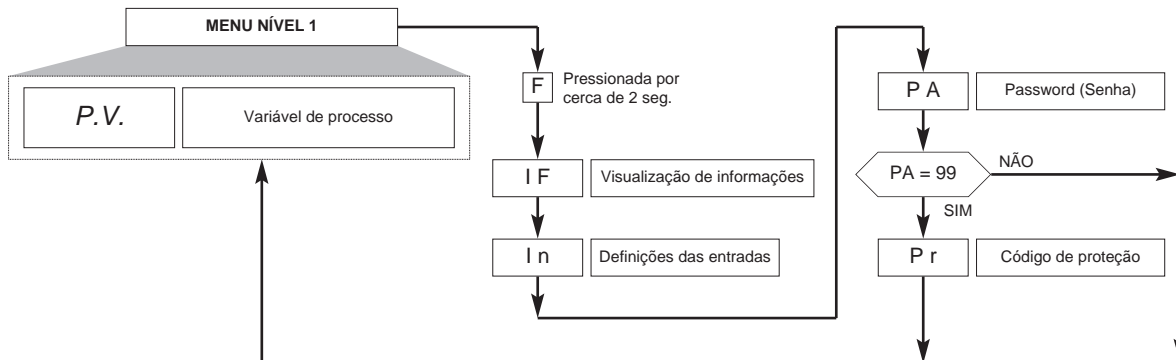 MENU NÍVEL 1
P.V.
Variável de processo
F
Pressionada por
cerca de 2 seg.
I F
Visualização de informações
I n
Definições das entradas
P A
Password (Senha)
PA = 99
NÃO
SIM
P r
Código de proteção